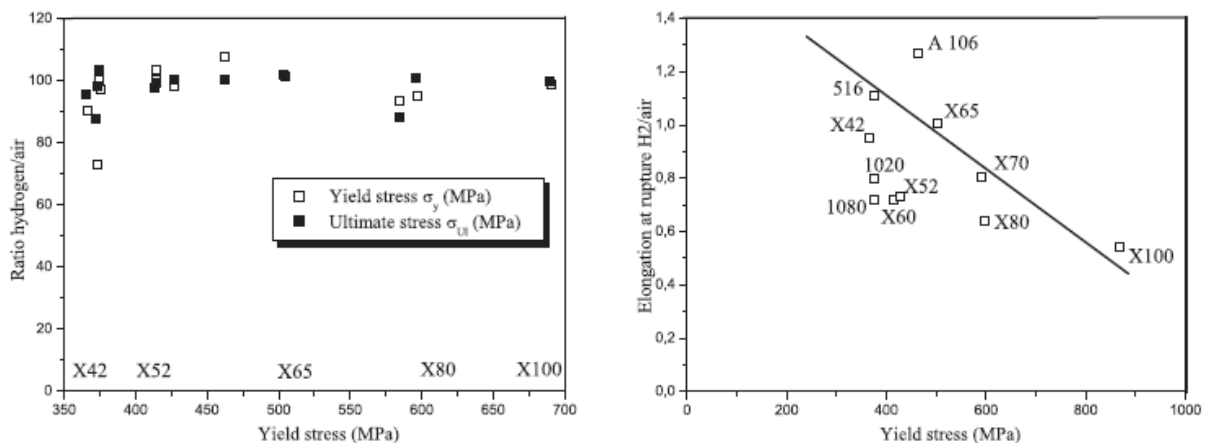 120
100
80
60
40
20
0
Ratio hydrogen/air
Yield stress σy (MPa)
Ultimate stress σUl (MPa)
X42 X52 X65 X80 X100
350 400 450 500 550 600 650 700
Yield stress (MPa)
1,4
1,2
1,0
0,8
0,6
0,4
0,2
0,0
Elongation at rupture H2/air
A 106
516
X65
X42
1020
X70
X52
1080
X60
X80
X100
0 200 400 600 800 1000
Yield stress (MPa)